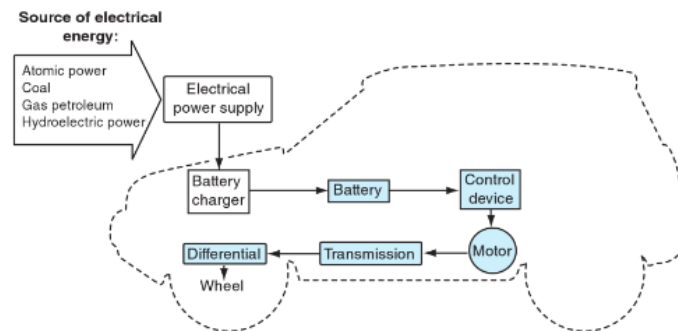 Source of electrical
energy:
Atomic power
Coal
Gas petroleum
Hydroelectric power
Electrical
power supply
Battery
charger
Battery
Control
device
Motor
Transmission
Differential
Wheel